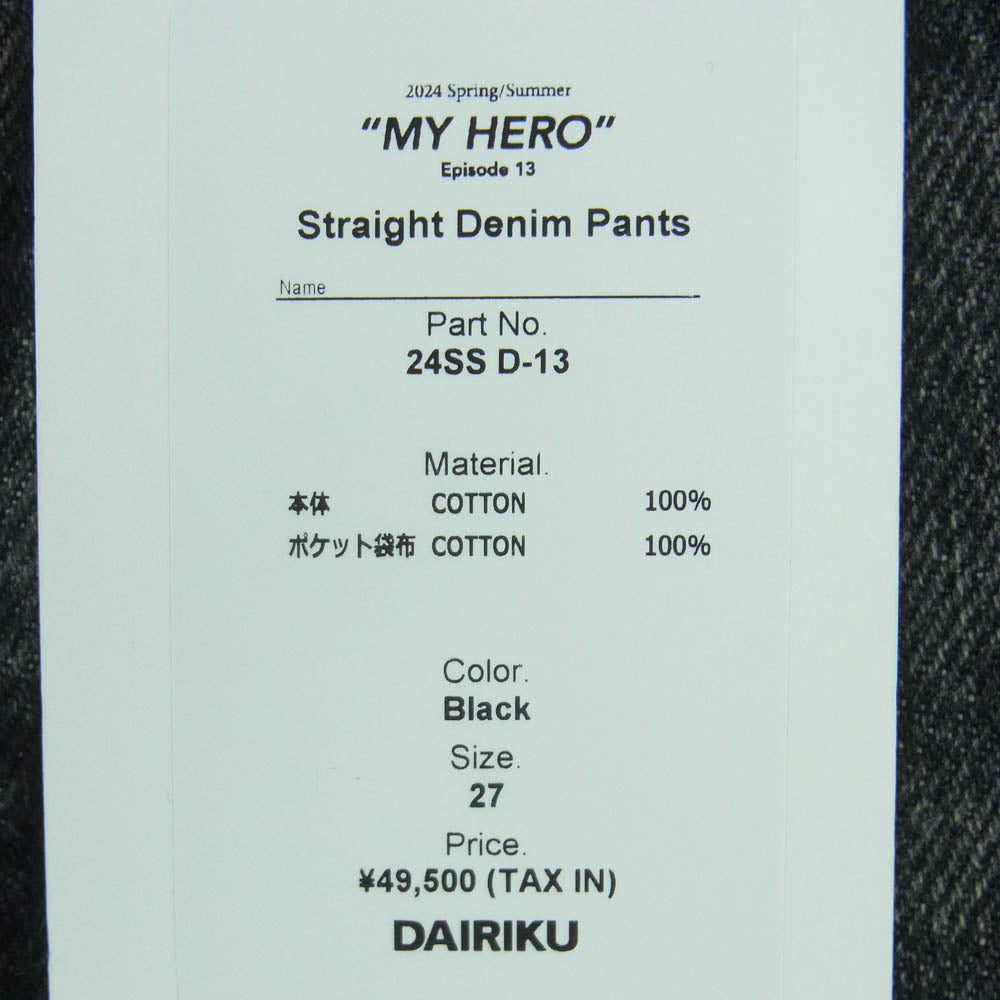 2024 Spring/Summer
“MY HERO”
Episode 13
Straight Denim Pants
Name
Part No.
24SS D-13
Material.
本体 COTTON 100%
ポケット袋布 COTTON 100%
Color.
Black
Size.
27
Price.
¥49,500 (TAX IN)
DAIRIKU